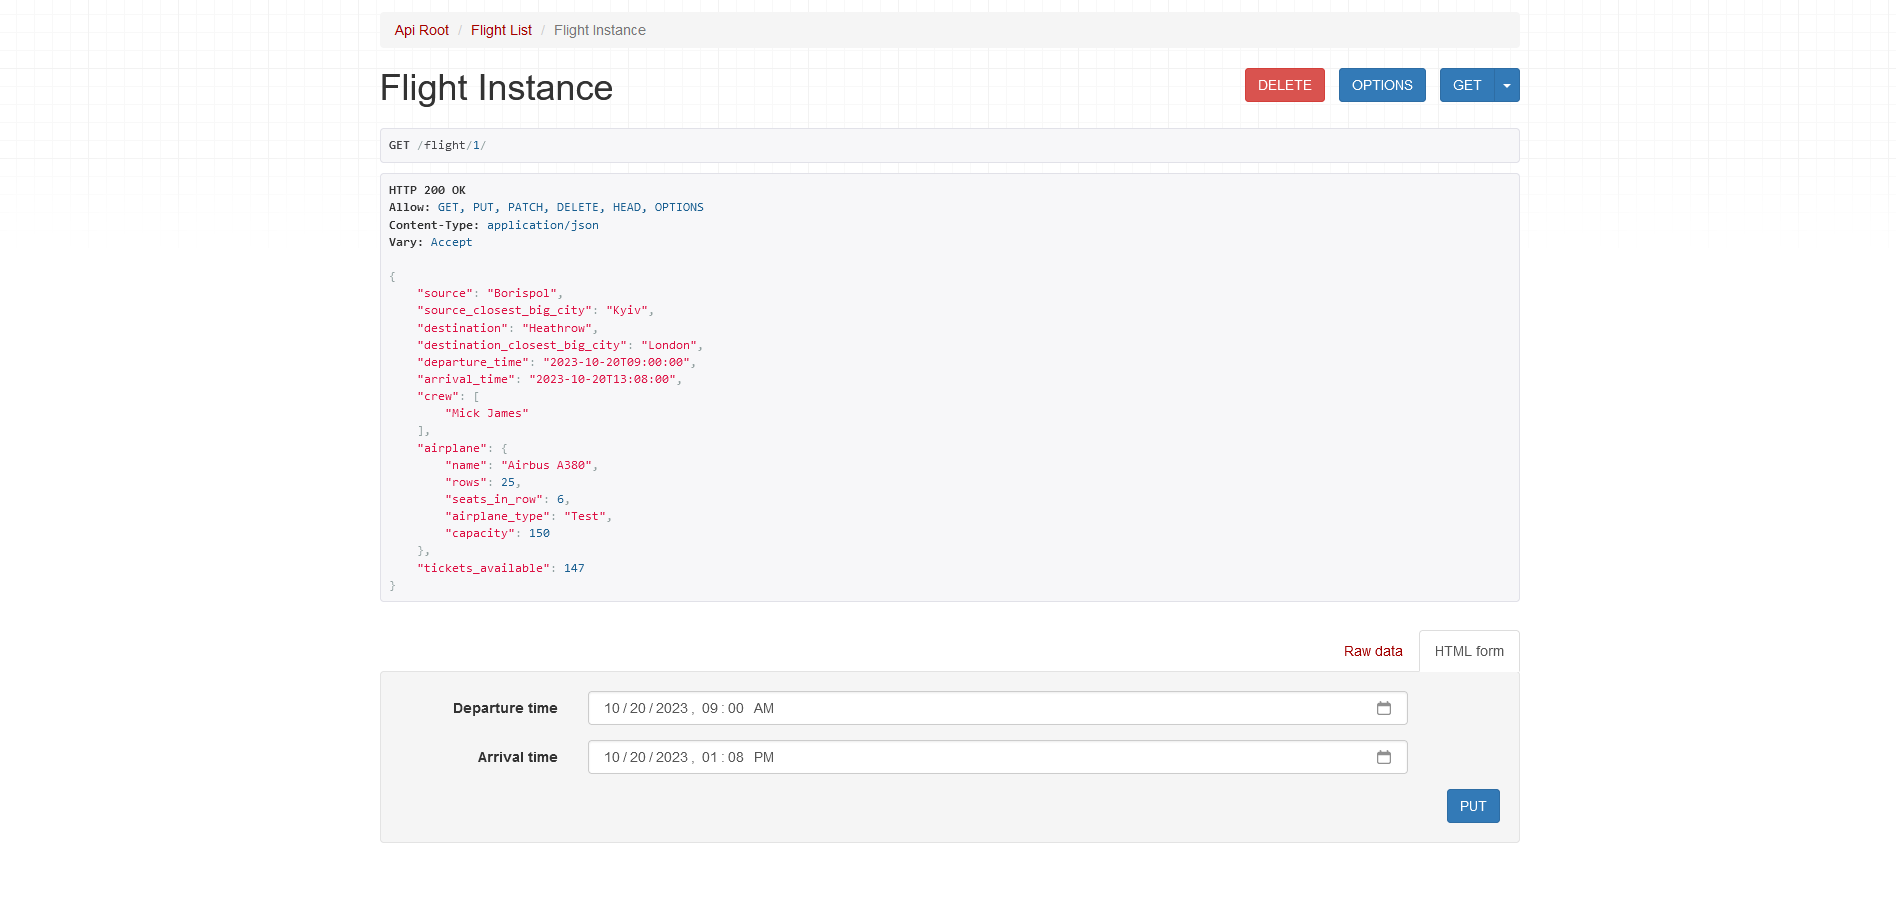 Api Root / Flight List / Flight Instance
Flight Instance
DELETE OPTIONS GET
GET /flight/1/
HTTP 200 OK
Allow: GET, PUT, PATCH, DELETE, HEAD, OPTIONS
Content-Type: application/json
Vary: Accept
{
    "source": "Borispol",
    "source_closest_big_city": "Kyiv",
    "destination": "Heathrow",
    "destination_closest_big_city": "London",
    "departure_time": "2023-10-20T09:00:00",
    "arrival_time": "2023-10-20T13:08:00",
    "crew": [
        "Mick James"
    ],
    "airplane": {
        "name": "Airbus A380",
        "rows": 25,
        "seats_in_row": 6,
        "airplane_type": "Test",
        "capacity": 150
    },
    "tickets_available": 147
}
Raw data HTML form
Departure time 10/20/2023, 09:00 AM
Arrival time 10/20/2023, 01:08 PM
PUT